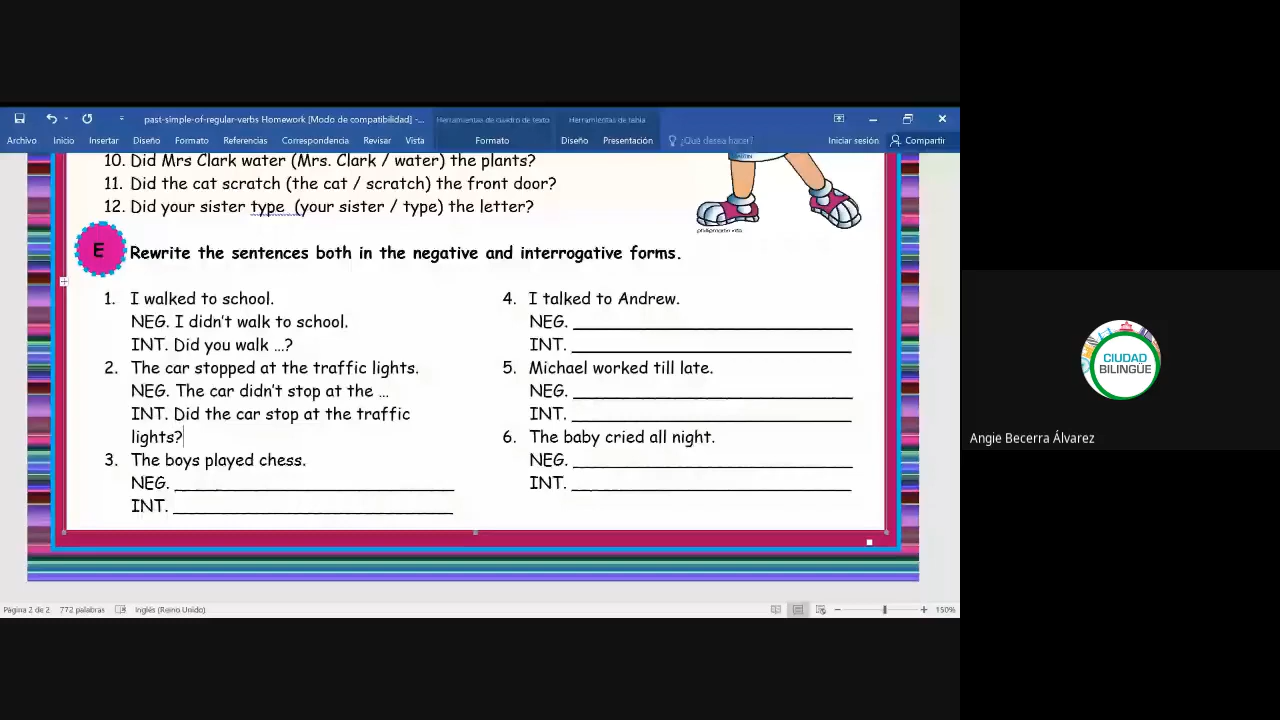 past-simple-of-regular-verbs Homework [Modo de compatibilidad] -...
Herramientas de cuadro de texto
Herramientas de tabla
Archivo Inicio Insertar Diseño Formato Referencias Correspondencia Revisar Vista Formato Diseño Presentación ¿Qué desea hacer? Iniciar sesión Compartir
10. Did Mrs Clark water (Mrs. Clark / water) the plants?
11. Did the cat scratch (the cat / scratch) the front door?
12. Did your sister type (your sister / type) the letter?
E
Rewrite the sentences both in the negative and interrogative forms.
1. I walked to school.
NEG. I didn't walk to school.
INT. Did you walk ...?
2. The car stopped at the traffic lights.
NEG. The car didn't stop at the ...
INT. Did the car stop at the traffic
lights?
3. The boys played chess.
NEG.
INT.
4. I talked to Andrew.
NEG.
INT.
5. Michael worked till late.
NEG.
INT.
6. The baby cried all night.
NEG.
INT.
Página 2 de 2 772 palabras Inglés (Reino Unido) 150%
CIUDAD
BILINGÜE
Angie Becerra Álvarez